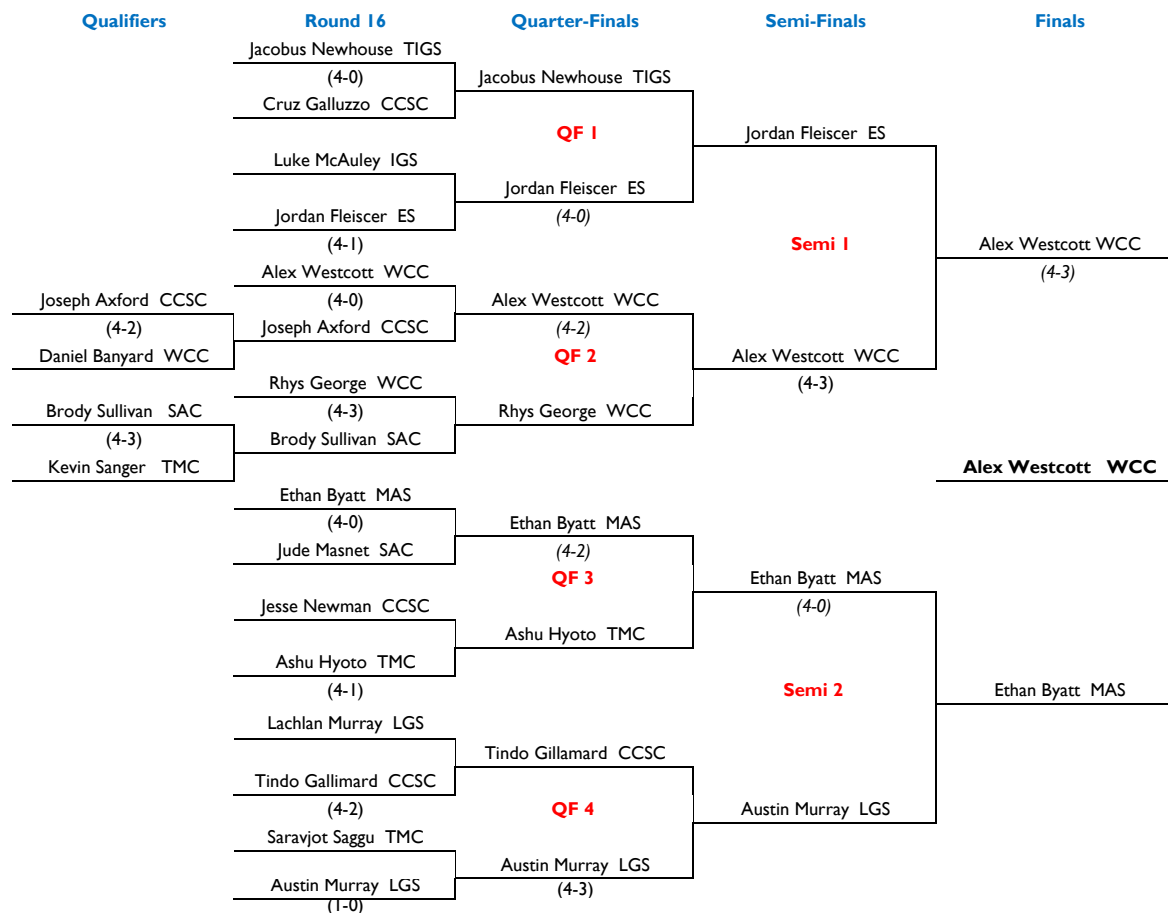 Qualifiers Round 16 Quarter-Finals Semi-Finals Finals
Jacobus Newhouse TIGS
(4-0)
Cruz Galluzzo CCSC
Jacobus Newhouse TIGS
QF 1
Luke McAuley IGS
Jordan Fleiscer ES
(4-1)
Jordan Fleiscer ES
(4-0)
Jordan Fleiscer ES
Semi 1
Alex Westcott WCC
(4-3)
Joseph Axford CCSC
(4-2)
Daniel Banyard WCC
Alex Westcott WCC
(4-0)
Joseph Axford CCSC
Alex Westcott WCC
(4-2)
QF 2
Alex Westcott WCC
(4-3)
Brody Sullivan SAC
(4-3)
Kevin Sanger TMC
Rhys George WCC
(4-3)
Brody Sullivan SAC
Rhys George WCC
Alex Westcott WCC
Ethan Byatt MAS
(4-0)
Jude Masnet SAC
Ethan Byatt MAS
(4-2)
QF 3
Jesse Newman CCSC
Ashu Hyoto TMC
(4-1)
Ashu Hyoto TMC
Ethan Byatt MAS
(4-0)
Semi 2
Ethan Byatt MAS
Lachlan Murray LGS
Tindo Gallimard CCSC
(4-2)
Tindo Gillamard CCSC
QF 4
Saravjot Saggu TMC
Austin Murray LGS
(1-0)
Austin Murray LGS
(4-3)
Austin Murray LGS